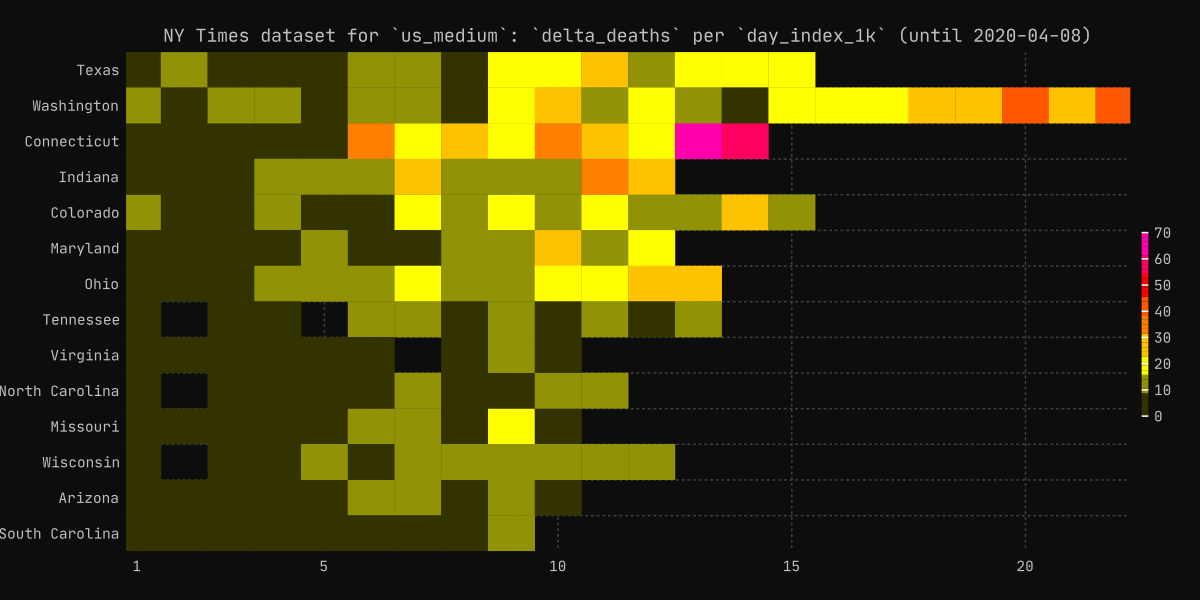 NY Times dataset for `us_medium`: `delta_deaths` per `day_index_1k` (until 2020-04-08)
Texas
Washington
Connecticut
Indiana
Colorado
Maryland
Ohio
Tennessee
Virginia
North Carolina
Missouri
Wisconsin
Arizona
South Carolina
1 5 10 15 20
70
60
50
40
30
20
10
0